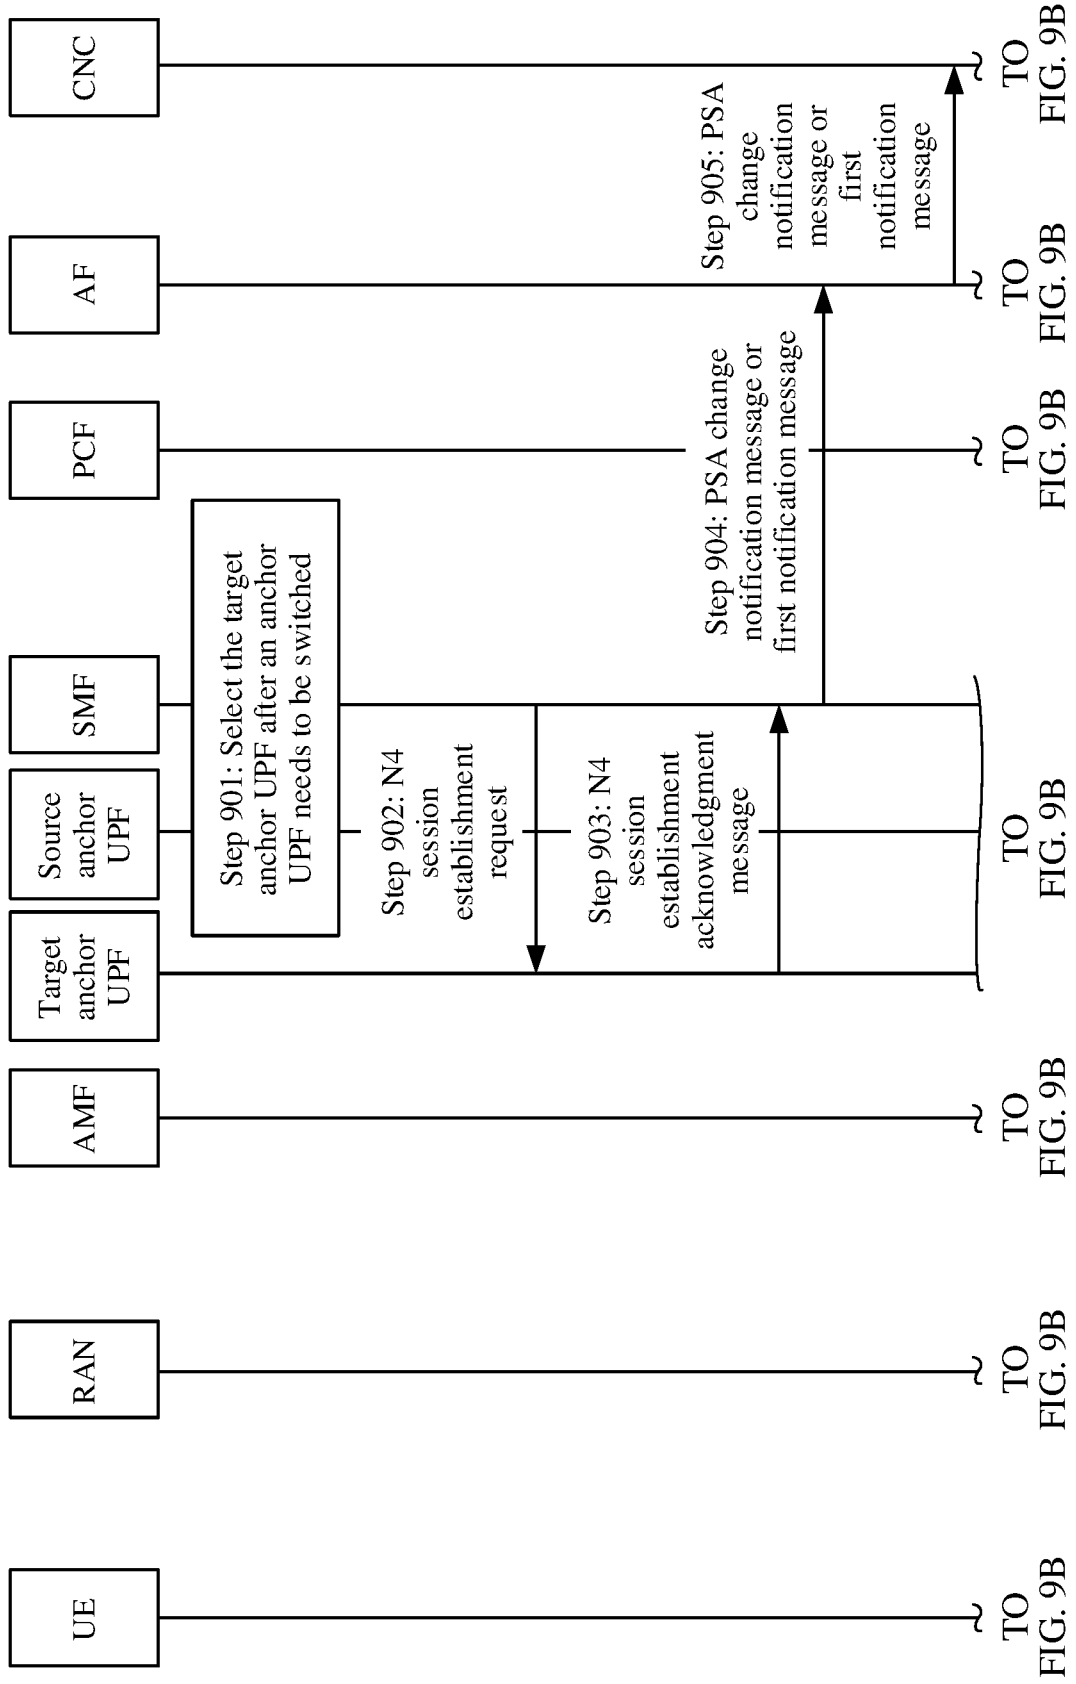 UE
RAN
AMF
Target
anchor
UPF
Source
anchor
UPF
SMF
PCF
AF
CNC
Step 901: Select the target
anchor UPF after an anchor
UPF needs to be switched
Step 902: N4
session
establishment
request
Step 903: N4
session
establishment
acknowledgment
message
Step 904: PSA change
notification message or
first notification message
Step 905: PSA
change
notification
message or
first
notification
message
TO
FIG. 9B
TO
FIG. 9B
TO
FIG. 9B
TO
FIG. 9B
TO
FIG. 9B
TO
FIG. 9B
TO
FIG. 9B